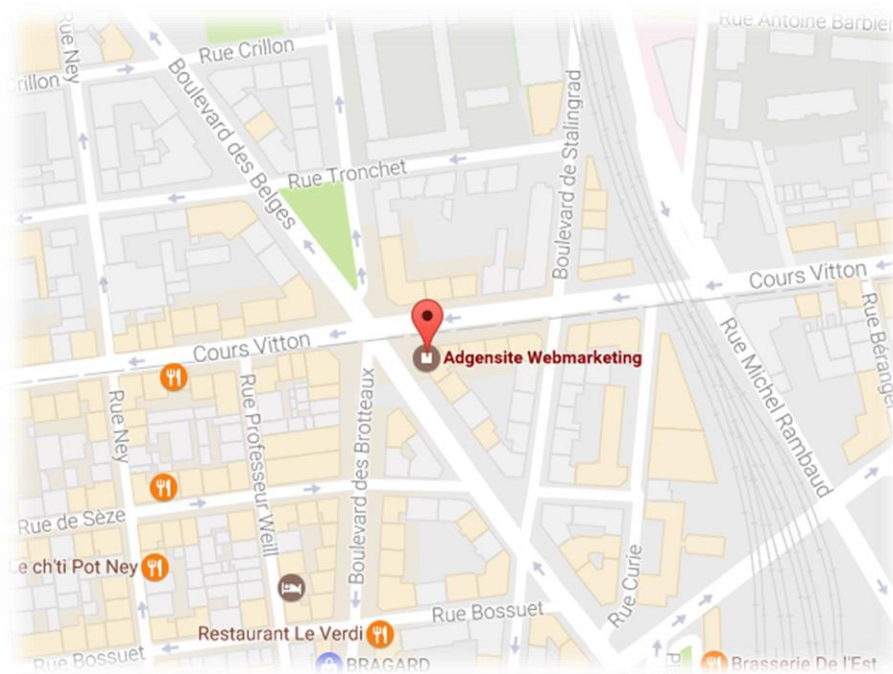 Rue Antoine Barbier
Rue Ney
Rue Crillon
Crillon
Boulevard des Belges
Boulevard de Stalingrad
Rue Tronchet
Cours Vitton
Rue Béranger
Cours Vitton
Adgensite Webmarketing
Rue Michel Rambaud
Rue Ney
Rue Professeur Weill
Boulevard des Brotteaux
Rue de Sèze
Le ch'ti Pot Ney
Rue Curie
Rue Bossuet
Restaurant Le Verdi
Rue Bossuet
BRAGARD
Brasserie De l'Est